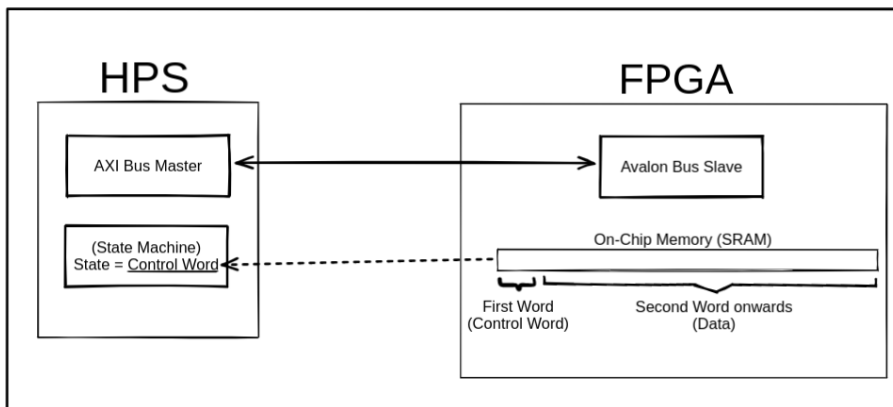 HPS
FPGA
AXI Bus Master
Avalon Bus Slave
(State Machine)
State = Control Word
On-Chip Memory (SRAM)
First Word
(Control Word)
Second Word onwards
(Data)